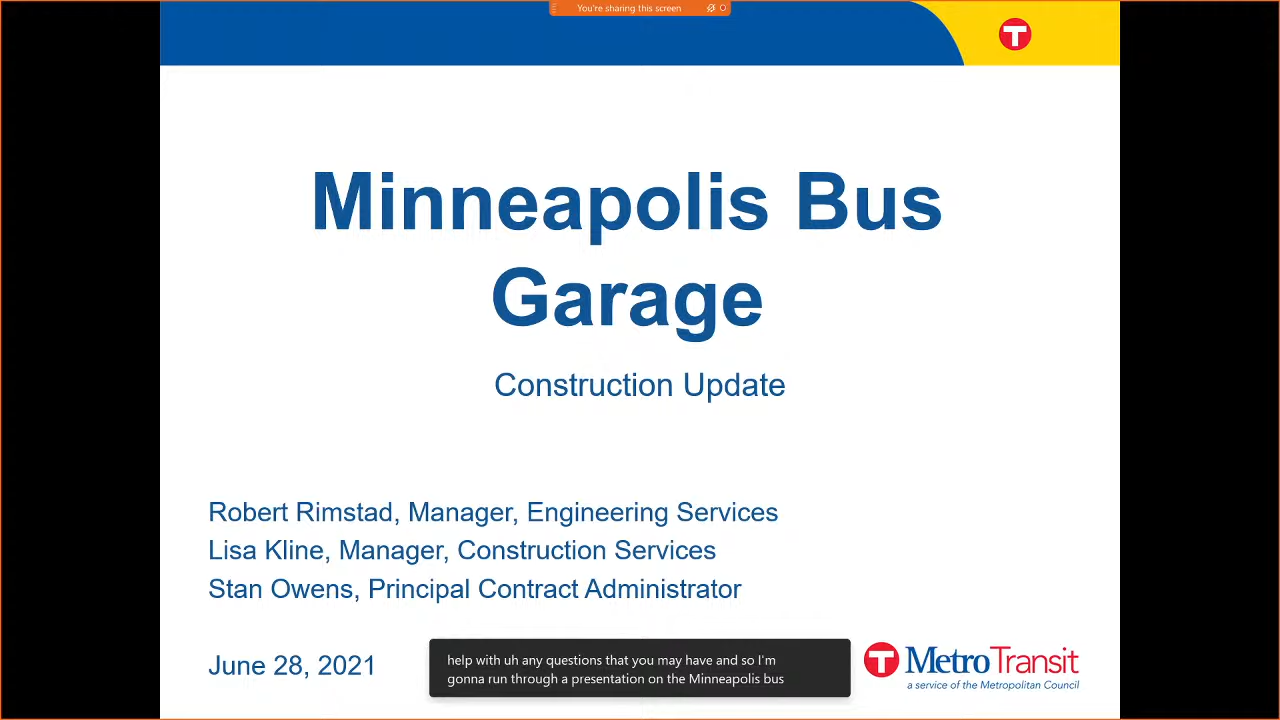 You're sharing this screen
T
Minneapolis Bus
Garage
Construction Update
Robert Rimstad, Manager, Engineering Services
Lisa Kline, Manager, Construction Services
Stan Owens, Principal Contract Administrator
June 28, 2021
help with uh any questions that you may have and so I'm
gonna run through a presentation on the Minneapolis bus
T MetroTransit
a service of the Metropolitan Council